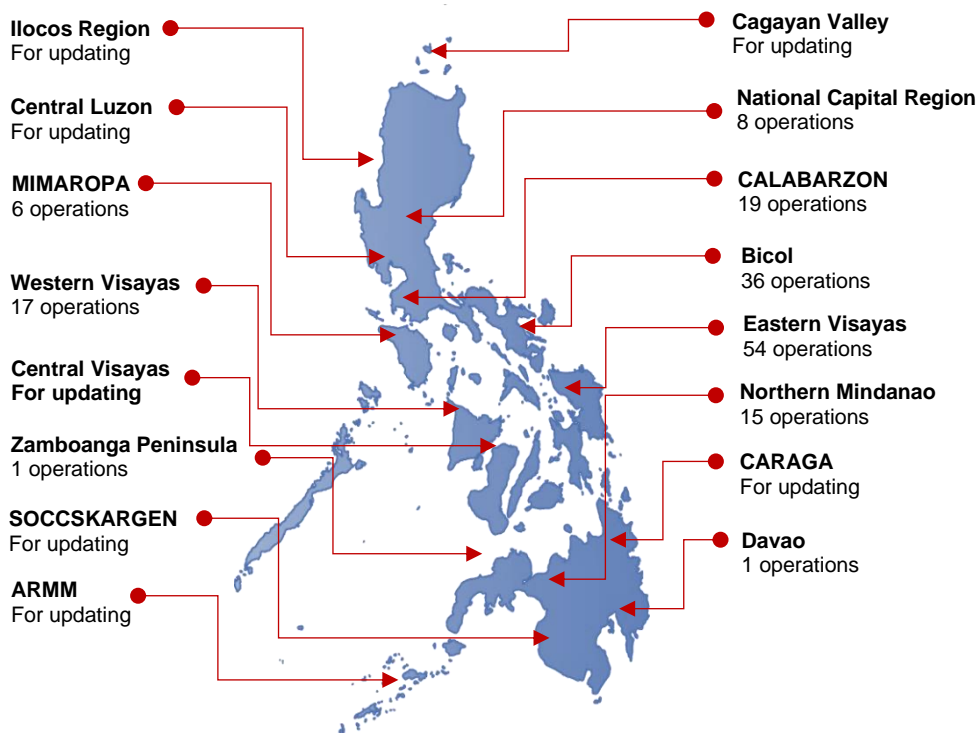 Ilocos Region
For updating
Central Luzon
For updating
MIMAROPA
6 operations
Western Visayas
17 operations
Central Visayas
For updating
Zamboanga Peninsula
1 operations
SOCCSKARGEN
For updating
ARMM
For updating
Cagayan Valley
For updating
National Capital Region
8 operations
CALABARZON
19 operations
Bicol
36 operations
Eastern Visayas
54 operations
Northern Mindanao
15 operations
CARAGA
For updating
Davao
1 operations